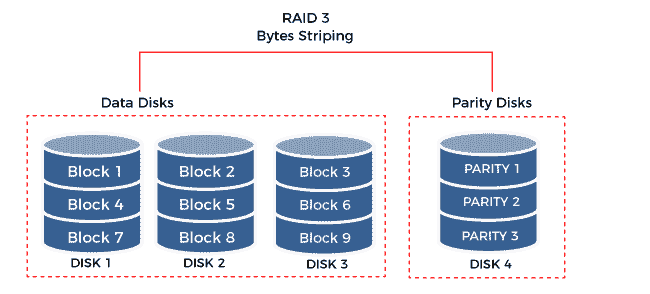 RAID 3
Bytes Striping
Data Disks
Parity Disks
Block 1
Block 2
Block 3
PARITY 1
Block 4
Block 5
Block 6
PARITY 2
Block 7
Block 8
Block 9
PARITY 3
DISK 1
DISK 2
DISK 3
DISK 4